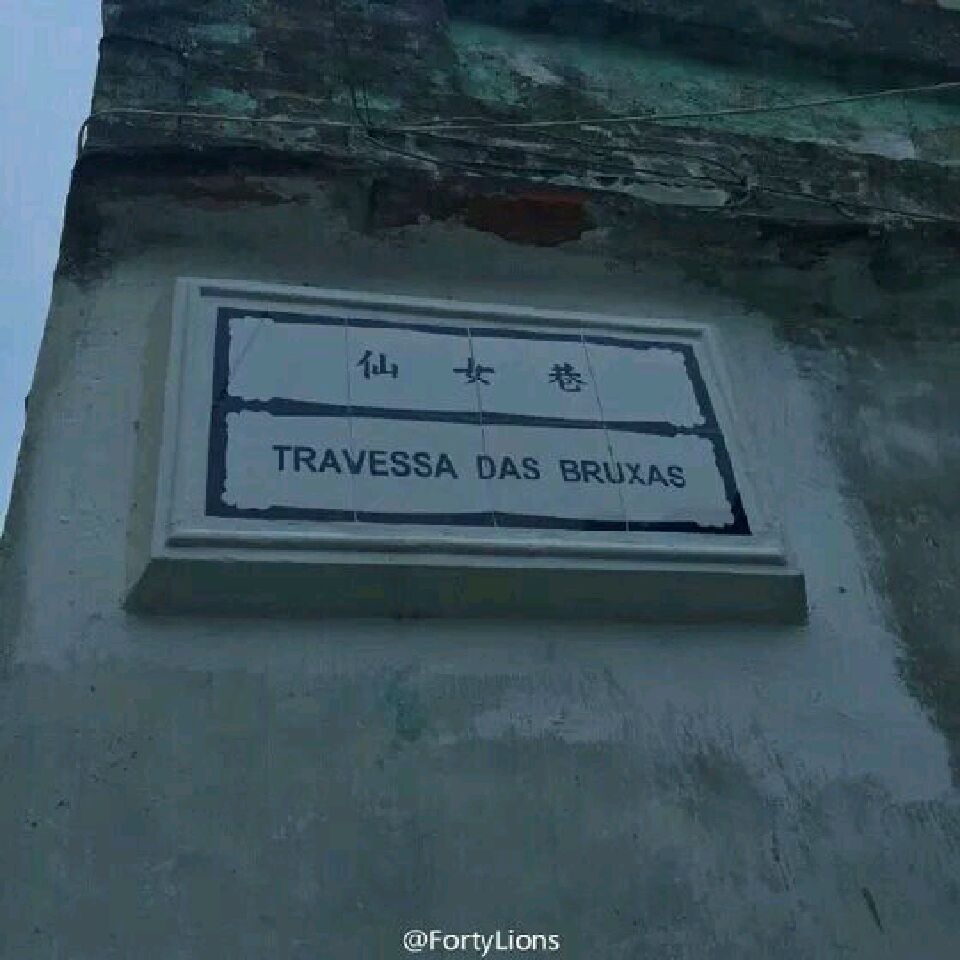 仙女巷
TRAVESSA DAS BRUXAS
@FortyLions